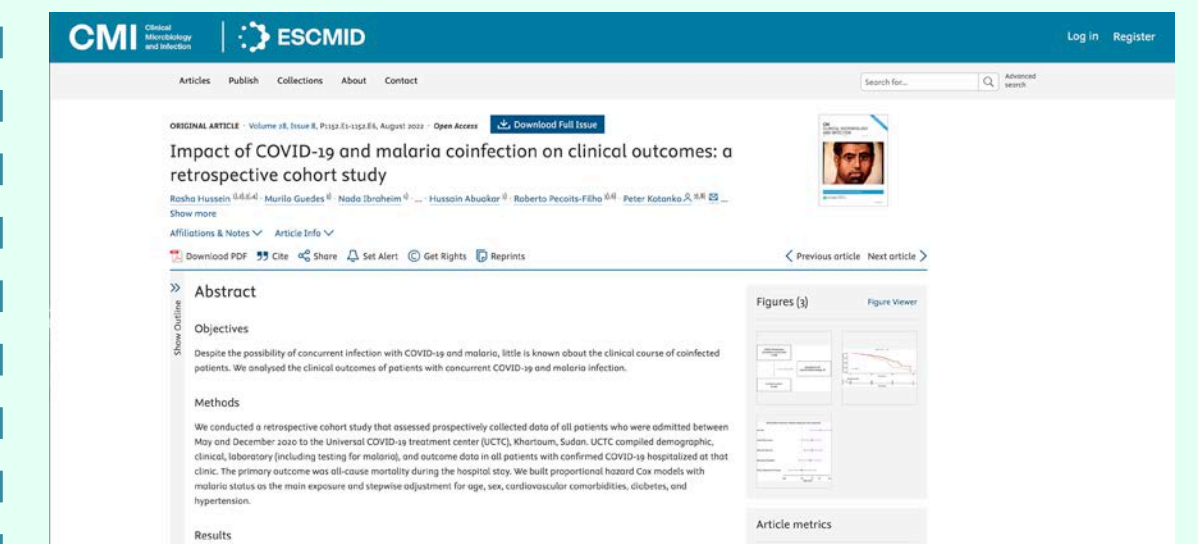 CMI Clinical Microbiology and Infection ESCMID
Log in Register
Articles Publish Collections About Contact
Search for...
Advanced search
ORIGINAL ARTICLE · Volume 28, Issue 8, P1152.E1-1152.E6, August 2022 · Open Access
Download Full Issue
Impact of COVID-19 and malaria coinfection on clinical outcomes: a
retrospective cohort study
Rasha Hussein · Murilo Guedes · Nada Ibraheim · ... · Hussain Abuakar · Roberto Pecoits-Filho · Peter Kotanko ...
Show more
Affiliations & Notes Article Info
Download PDF Cite Share Set Alert Get Rights Reprints
Previous article Next article
Show Outline
Abstract
Objectives
Despite the possibility of concurrent infection with COVID-19 and malaria, little is known about the clinical course of coinfected
patients. We analysed the clinical outcomes of patients with concurrent COVID-19 and malaria infection.
Methods
We conducted a retrospective cohort study that assessed prospectively collected data of all patients who were admitted between
May and December 2020 to the Universal COVID-19 treatment center (UCTC), Khartoum, Sudan. UCTC compiled demographic,
clinical, laboratory (including testing for malaria), and outcome data in all patients with confirmed COVID-19 hospitalized at that
clinic. The primary outcome was all-cause mortality during the hospital stay. We built proportional hazard Cox models with
malaria status as the main exposure and stepwise adjustment for age, sex, cardiovascular comorbidities, diabetes, and
hypertension.
Results
Figures (3)
Figure Viewer
Article metrics